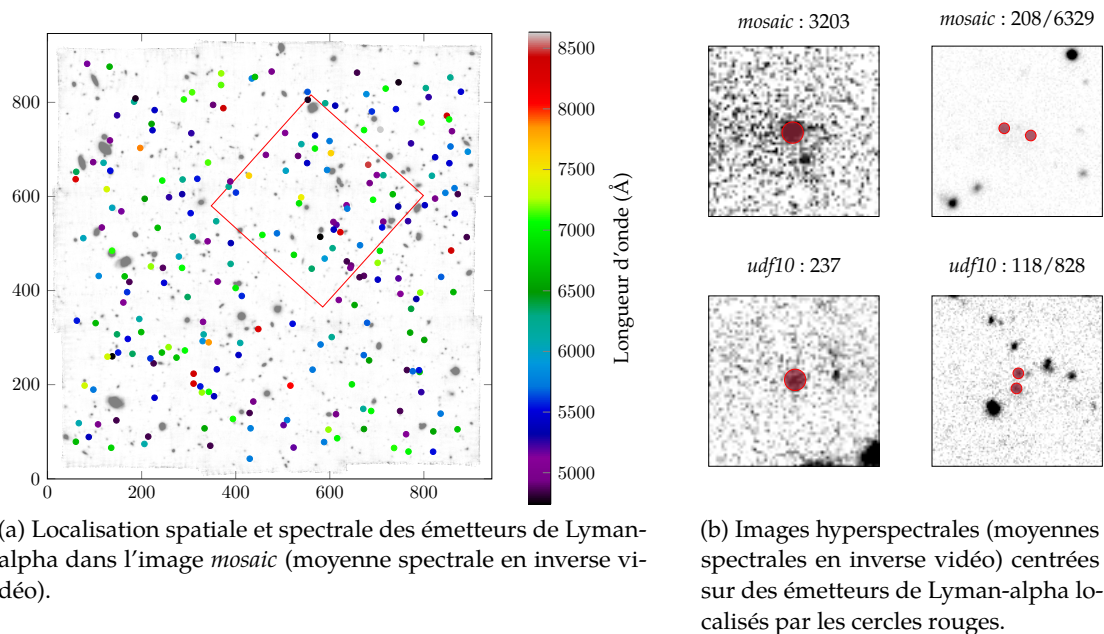 mosaic : 3203
mosaic : 208/6329
8500
8000
7500
7000
6500
6000
5500
5000
Longueur d'onde (Å)
800
600
400
200
0
0
200
400
600
800
udf10 : 237
udf10 : 118/828
(a) Localisation spatiale et spectrale des émetteurs de Lyman-
alpha dans l'image mosaic (moyenne spectrale en inverse vi-
déo).
(b) Images hyperspectrales (moyennes
spectrales en inverse vidéo) centrées
sur des émetteurs de Lyman-alpha lo-
calisés par les cercles rouges.